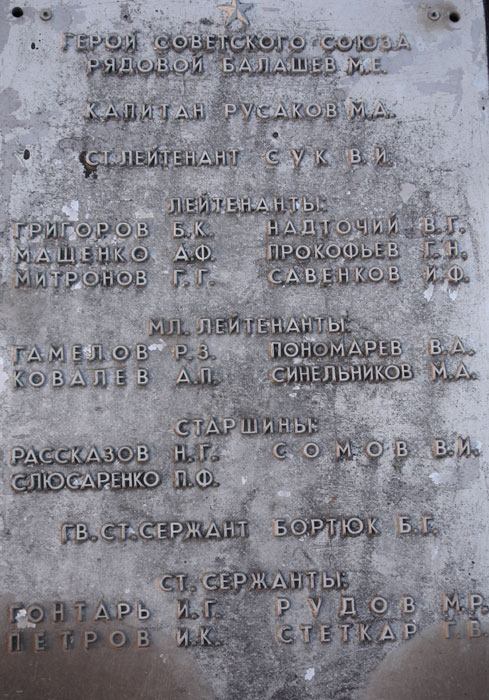 ГЕРОЙ СОВЕТСКОГО СОЮЗА
РЯДОВОЙ БАЛАШЕВ М.Е.
КАПИТАН РУСАКОВ М.А.
СТ. ЛЕЙТЕНАНТ СУК В.И.
ЛЕЙТЕНАНТЫ:
ГРИГОРОВ Б.К. НАДТОЧИЙ В.Г.
МАЩЕНКО А.Ф. ПРОКОФЬЕВ Г.Н.
МИТРОНОВ Г.Г. САВЕНКОВ И.Ф.
МЛ. ЛЕЙТЕНАНТЫ:
ГАМЕЛОВ Р.З. ПОНОМАРЕВ В.А.
КОВАЛЕВ А.П. СИНЕЛЬНИКОВ М.А.
СТАРШИНЫ:
РАССКАЗОВ Н.Г. СОМОВ В.И.
СЛЮСАРЕНКО П.Ф.
ГВ. СТ. СЕРЖАНТ БОРТЮК Б.Г.
СТ. СЕРЖАНТЫ:
ГОНТАРЬ И.Г. РУДОВ М.Р.
ПЕТРОВ И.К. СТЕТКАР Г.В.